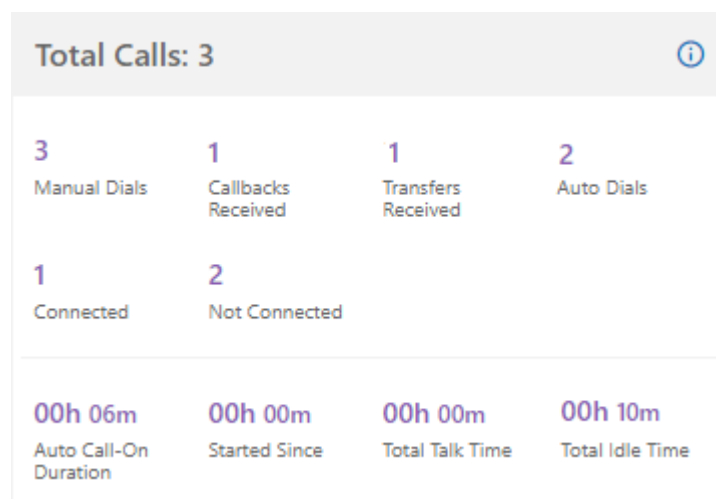 Total Calls: 3
3 1 1 2
Manual Dials Callbacks Received Transfers Received Auto Dials
1 2
Connected Not Connected
00h 06m 00h 00m 00h 00m 00h 10m
Auto Call-On Duration Started Since Total Talk Time Total Idle Time